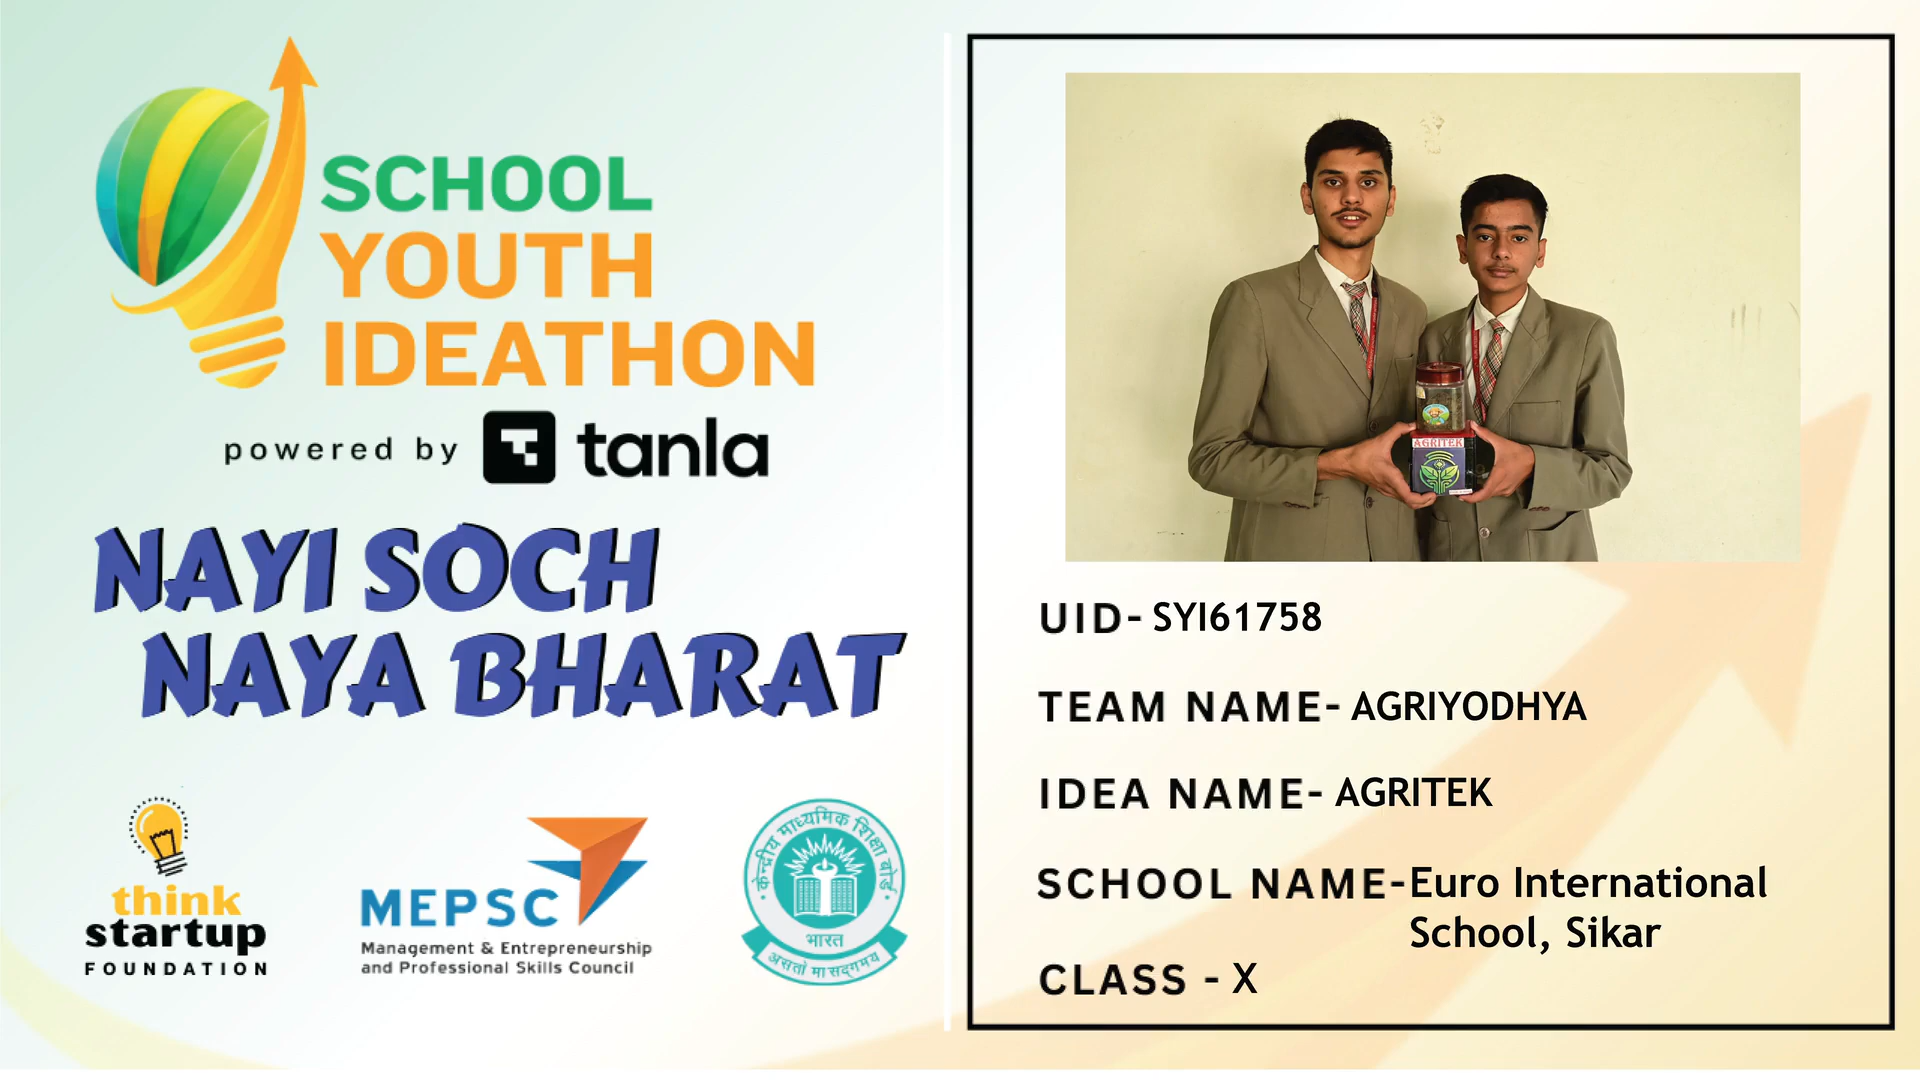 SCHOOL
YOUTH
IDEATHON
powered by tanla
NAYI SOCH
NAYA BHARAT
think
startup
FOUNDATION
MEPSC
Management & Entrepreneurship
and Professional Skills Council
केन्द्रीय माध्यमिक शिक्षा बोर्ड
भारत
असतो मा सद्गमय
AGRITEK
UID- SYI61758
TEAM NAME- AGRIYODHYA
IDEA NAME- AGRITEK
SCHOOL NAME-Euro International
School, Sikar
CLASS - X